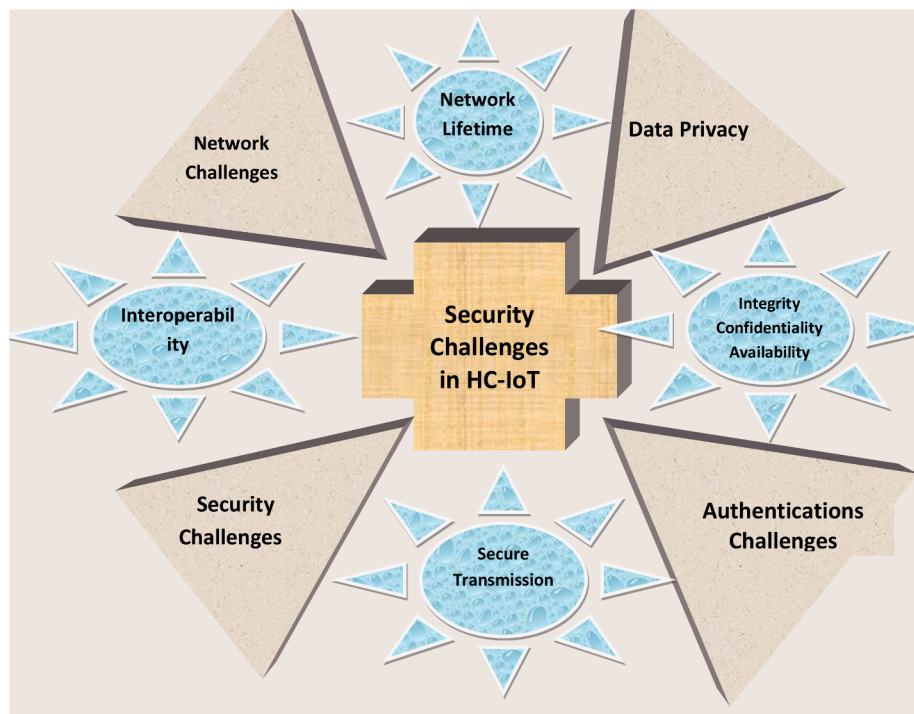 Network
Lifetime
Network
Challenges
Data Privacy
Interoperabil
ity
Security
Challenges
in HC-IoT
Integrity
Confidentiality
Availability
Security
Challenges
Secure
Transmission
Authentications
Challenges